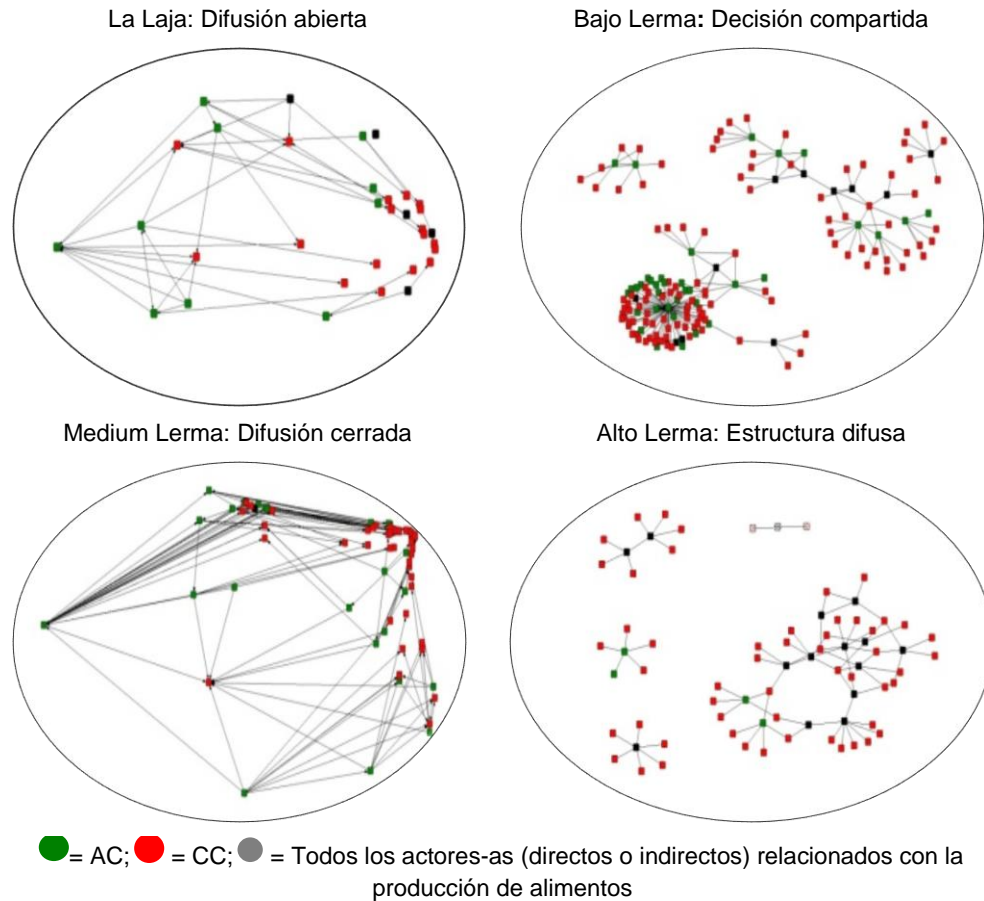 La Laja: Difusión abierta
Bajo Lerma: Decisión compartida
Medium Lerma: Difusión cerrada
Alto Lerma: Estructura difusa
= AC; = CC; = Todos los actores-as (directos o indirectos) relacionados con la
producción de alimentos